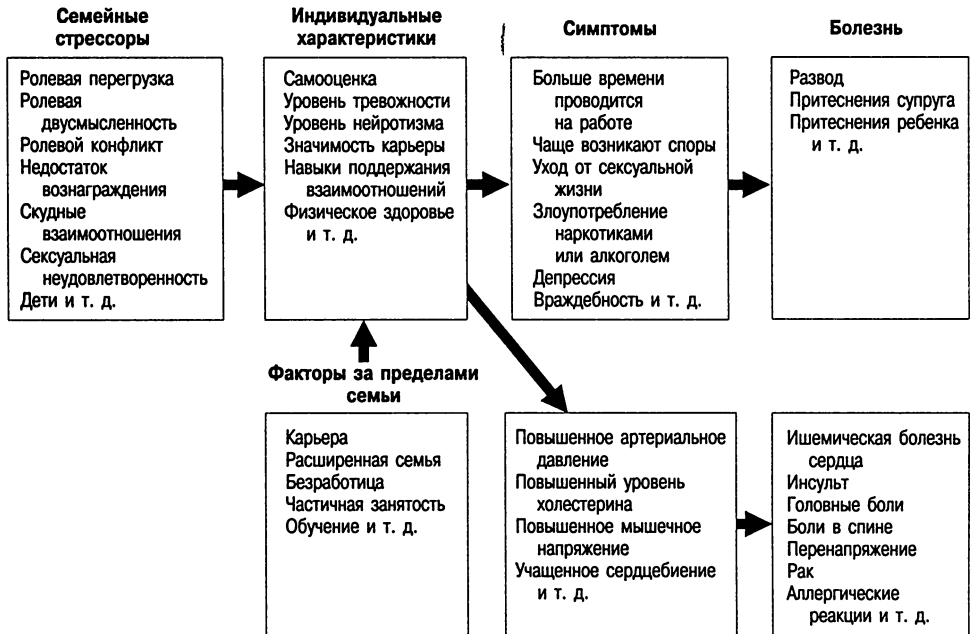 Семейные
стрессоры
Ролевая перегрузка
Ролевая
двусмысленность
Ролевой конфликт
Недостаток
вознаграждения
Скудные
взаимоотношения
Сексуальная
неудовлетворенность
Дети и т. д.
Индивидуальные
характеристики
Самооценка
Уровень тревожности
Уровень нейротизма
Значимость карьеры
Навыки поддержания
взаимоотношений
Физическое здоровье
и т. д.
Симптомы
Больше времени
проводится
на работе
Чаще возникают споры
Уход от сексуальной
жизни
Злоупотребление
наркотиками
или алкоголем
Депрессия
Враждебность и т. д.
Болезнь
Развод
Притеснения супруга
Притеснения ребенка
и т. д.
Факторы за пределами
семьи
Карьера
Расширенная семья
Безработица
Частичная занятость
Обучение и т. д.
Повышенное артериальное
давление
Повышенный уровень
холестерина
Повышенное мышечное
напряжение
Учащенное сердцебиение
и т. д.
Ишемическая болезнь
сердца
Инсульт
Головные боли
Боли в спине
Перенапряжение
Рак
Аллергические
реакции и т. д.